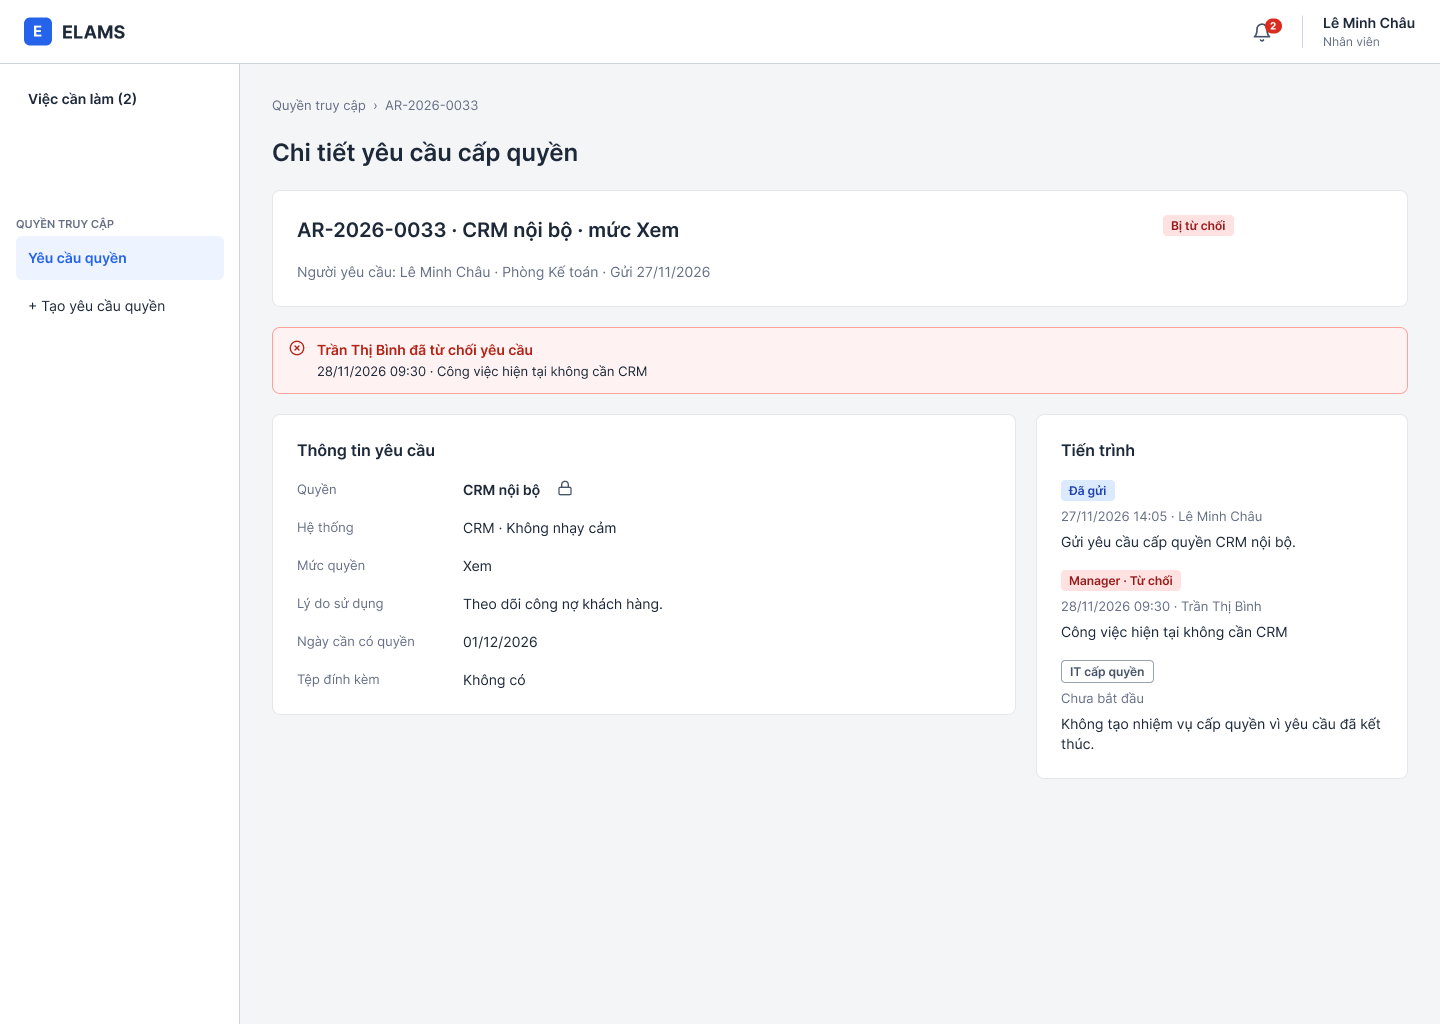 E ELAMS
2
Lê Minh Châu
Nhân viên
Việc cần làm (2)
QUYỀN TRUY CẬP
Yêu cầu quyền
+ Tạo yêu cầu quyền
Quyền truy cập › AR-2026-0033
Chi tiết yêu cầu cấp quyền
AR-2026-0033 · CRM nội bộ · mức Xem
Bị từ chối
Người yêu cầu: Lê Minh Châu · Phòng Kế toán · Gửi 27/11/2026
Trần Thị Bình đã từ chối yêu cầu
28/11/2026 09:30 · Công việc hiện tại không cần CRM
Thông tin yêu cầu
Quyền CRM nội bộ
Hệ thống CRM · Không nhạy cảm
Mức quyền Xem
Lý do sử dụng Theo dõi công nợ khách hàng.
Ngày cần có quyền 01/12/2026
Tệp đính kèm Không có
Tiến trình
Đã gửi
27/11/2026 14:05 · Lê Minh Châu
Gửi yêu cầu cấp quyền CRM nội bộ.
Manager · Từ chối
28/11/2026 09:30 · Trần Thị Bình
Công việc hiện tại không cần CRM
IT cấp quyền
Chưa bắt đầu
Không tạo nhiệm vụ cấp quyền vì yêu cầu đã kết
thúc.